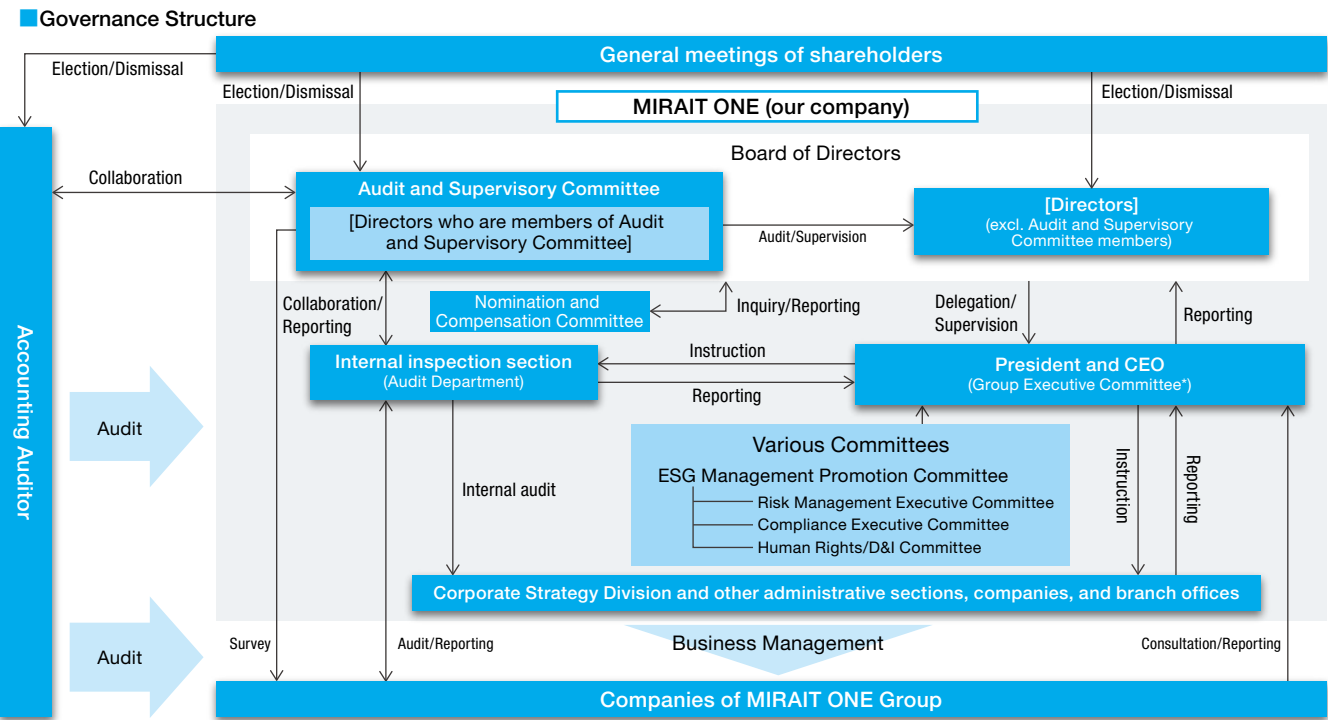 Governance Structure
General meetings of shareholders
Election/Dismissal
Election/Dismissal
Election/Dismissal
MIRAIT ONE (our company)
Board of Directors
Collaboration
Audit and Supervisory Committee
[Directors who are members of Audit
and Supervisory Committee]
Audit/Supervision
[Directors]
(excl. Audit and Supervisory
Committee members)
Collaboration/
Reporting
Nomination and
Compensation Committee
Inquiry/Reporting
Delegation/
Supervision
Reporting
Internal inspection section
(Audit Department)
Instruction
Reporting
President and CEO
(Group Executive Committee*)
Accounting Auditor
Audit
Internal audit
Various Committees
ESG Management Promotion Committee
Risk Management Executive Committee
Compliance Executive Committee
Human Rights/D&I Committee
Instruction
Reporting
Corporate Strategy Division and other administrative sections, companies, and branch offices
Audit
Survey
Audit/Reporting
Business Management
Consultation/Reporting
Companies of MIRAIT ONE Group